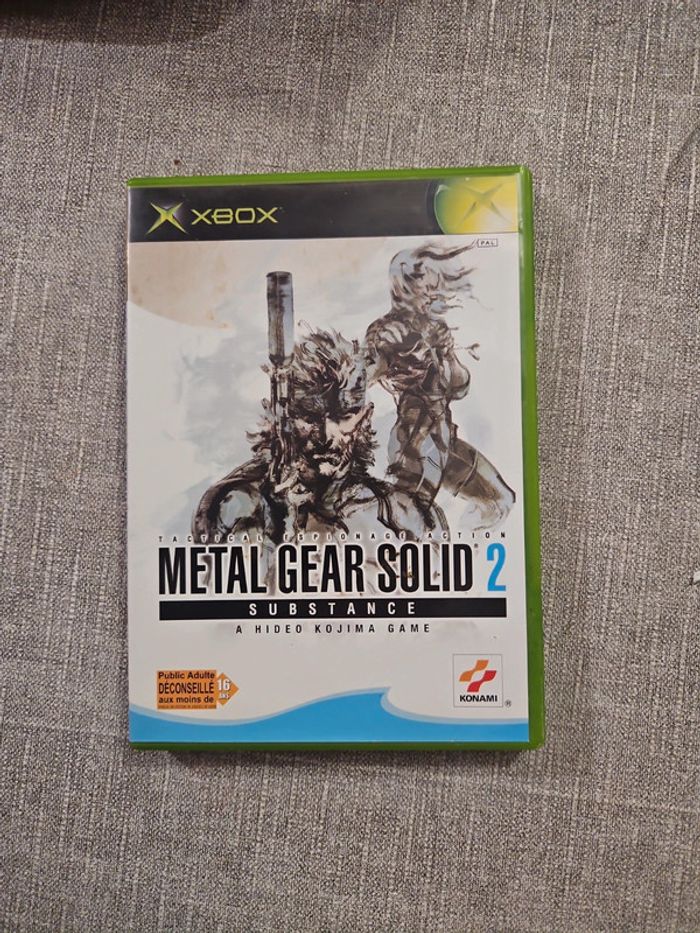 XBOX
PAL
TACTICAL ESPIONAGE ACTION
METAL GEAR SOLID® 2
SUBSTANCE
A HIDEO KOJIMA GAME
Public Adulte
DÉCONSEILLÉ
aux moins de
16
ANS
KONAMI®